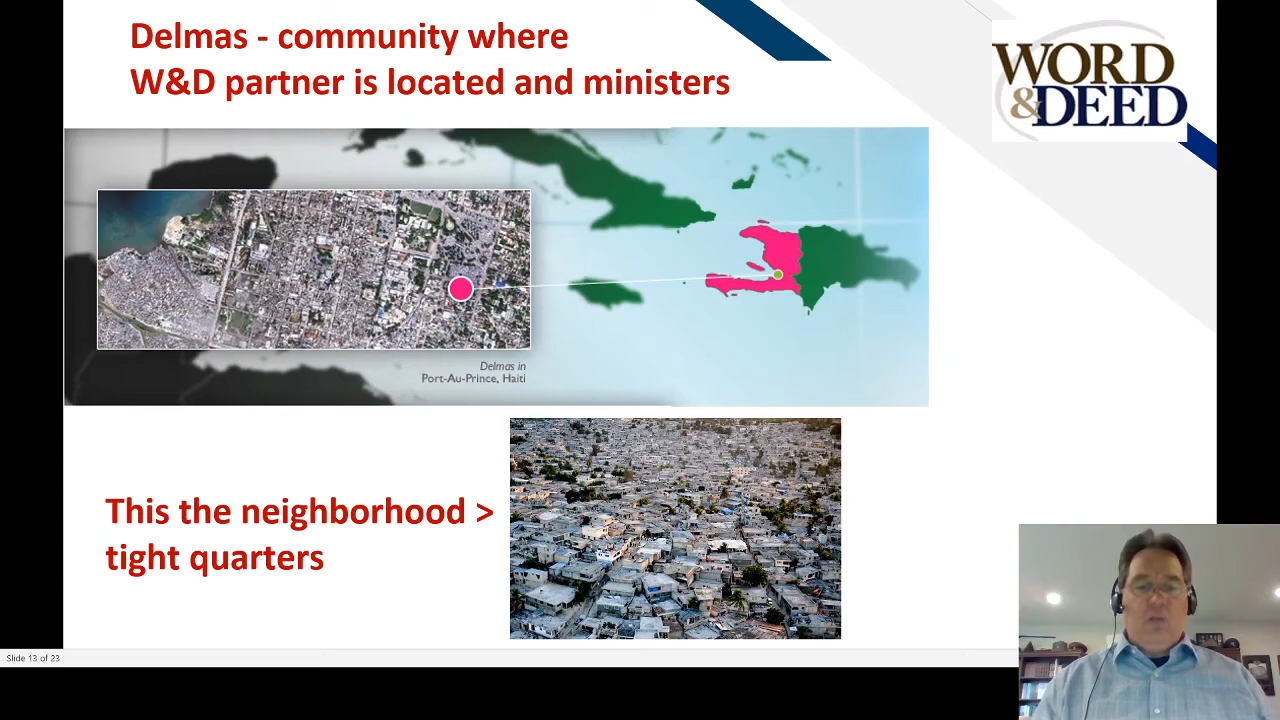 Delmas - community where
W&D partner is located and ministers
WORD
&DEED
Delmas in
Port-Au-Prince, Haiti
This the neighborhood >
tight quarters
Slide 13 of 23